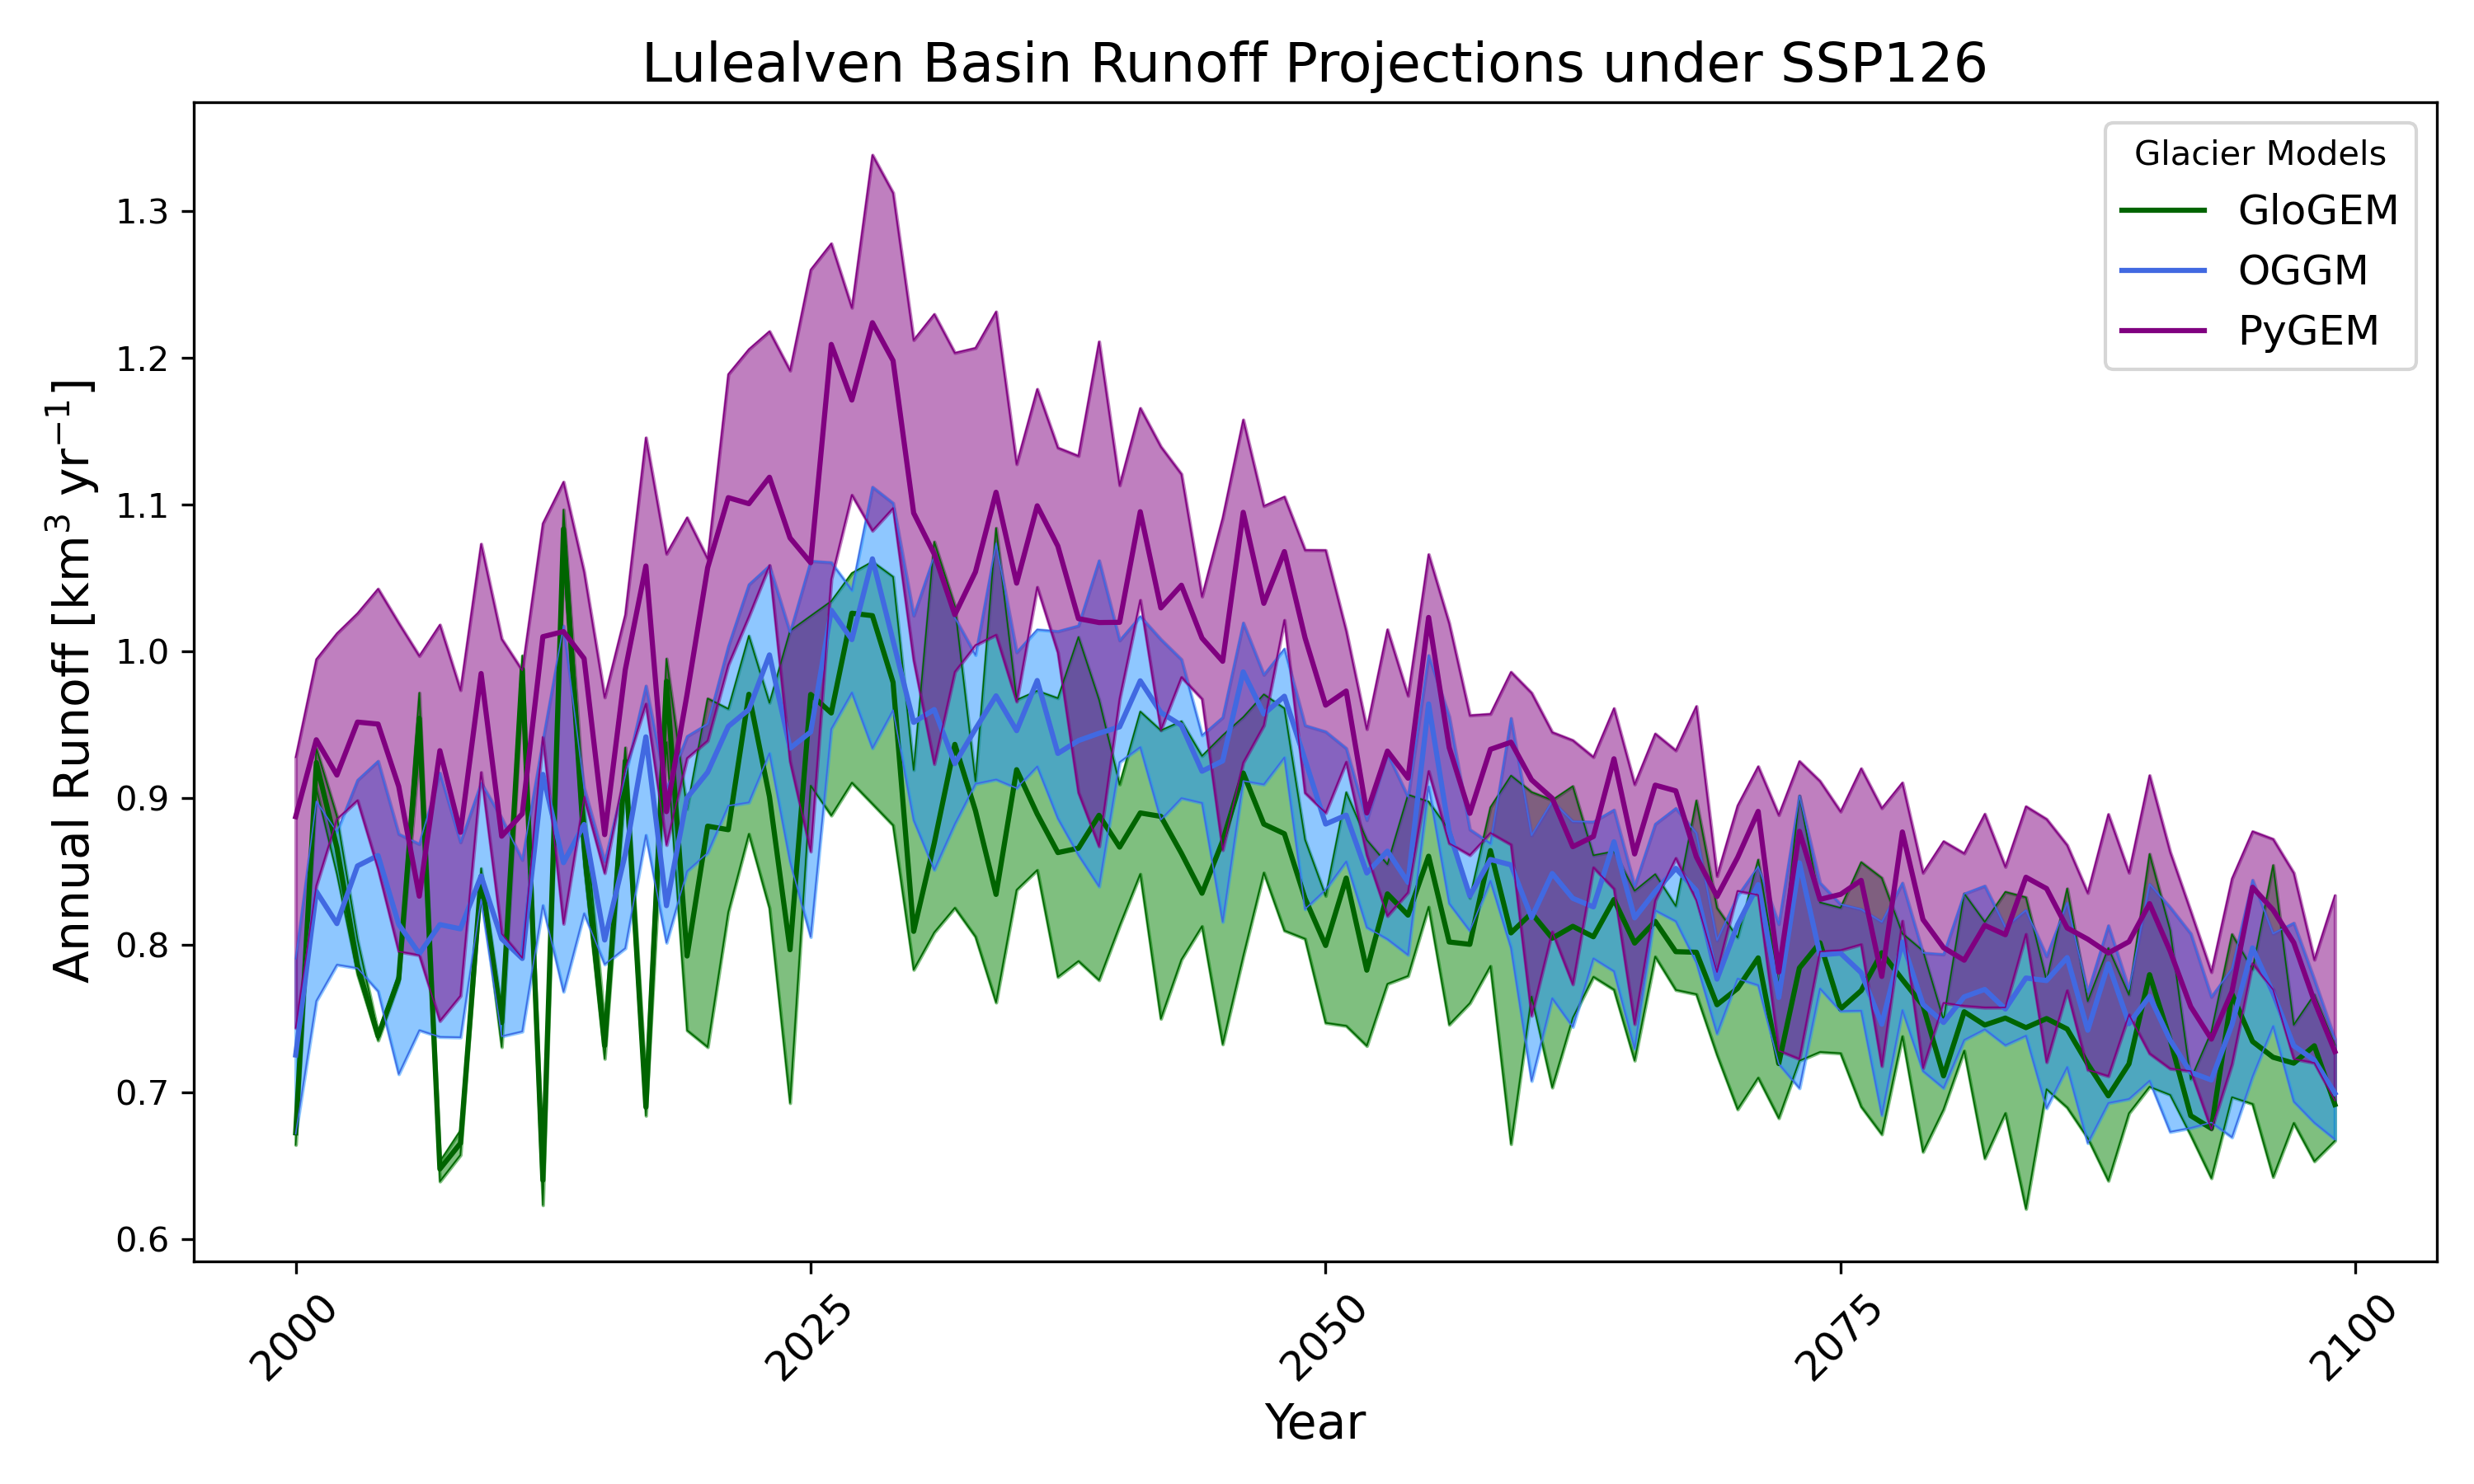 Lulealven Basin Runoff Projections under SSP126
Glacier Models
GloGEM
OGGM
PyGEM
Annual Runoff [km³ yr⁻¹]
1.3
1.2
1.1
1.0
0.9
0.8
0.7
0.6
2000
2025
2050
2075
2100
Year